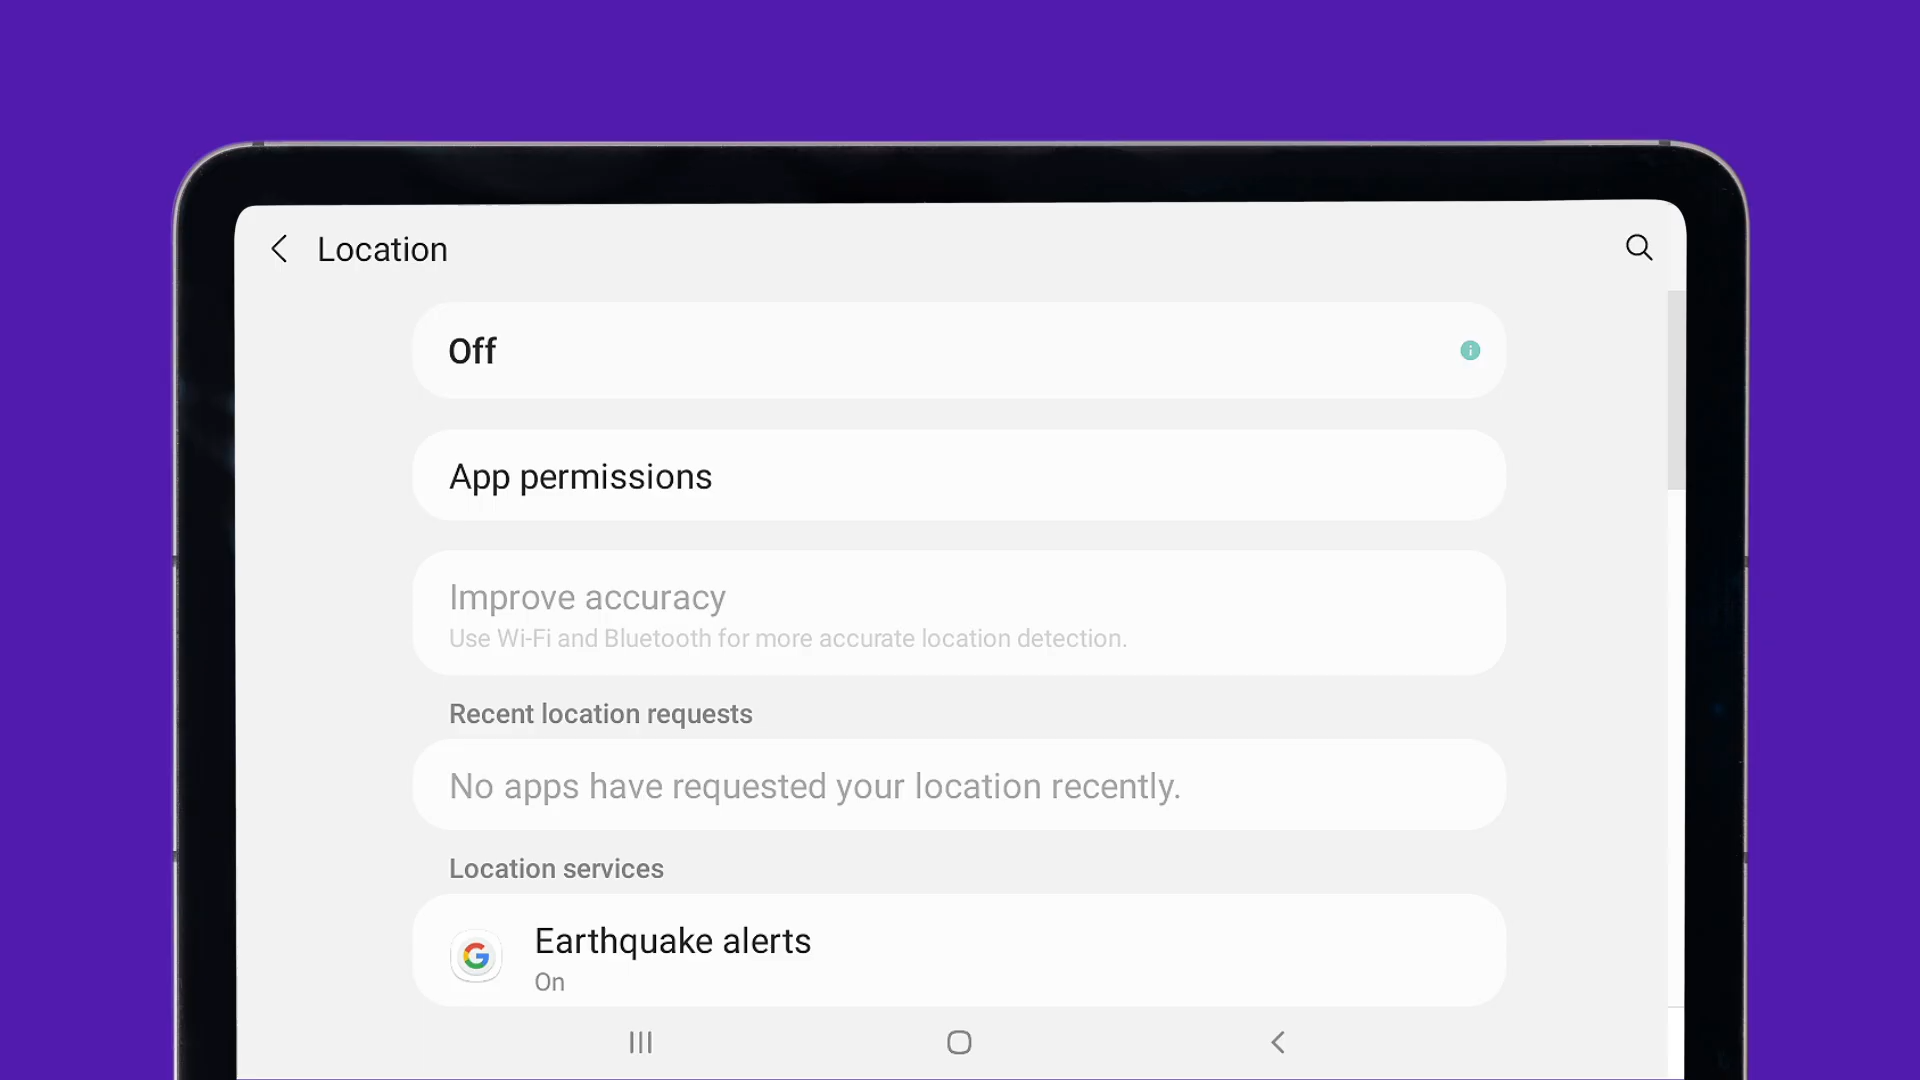 Location
Off
App permissions
Improve accuracy
Use Wi-Fi and Bluetooth for more accurate location detection.
Recent location requests
No apps have requested your location recently.
Location services
Earthquake alerts
On